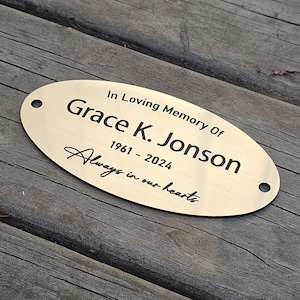 In Loving Memory Of
Grace K. Jonson
1961 - 2024
Always in our hearts